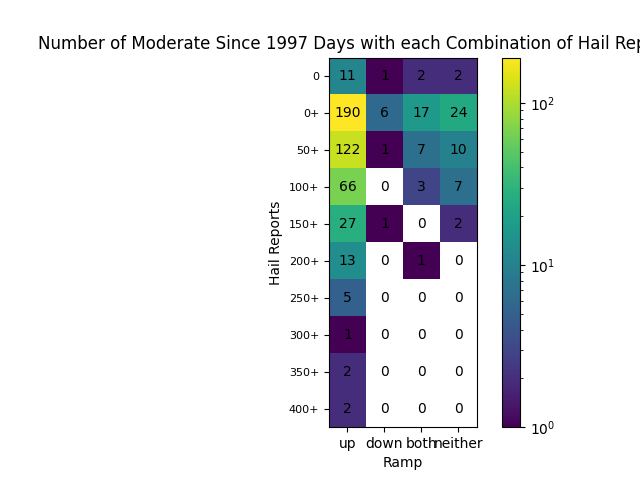 Number of Moderate Since 1997 Days with each Combination of Hail Rep
0 11 1 2 2
0+ 190 6 17 24
50+ 122 1 7 10
100+ 66 0 3 7
150+ 27 1 0 2
200+ 13 0 1 0
250+ 5 0 0 0
300+ 1 0 0 0
350+ 2 0 0 0
400+ 2 0 0 0
up down both neither
Ramp
Hail Reports
10²
10¹
10⁰